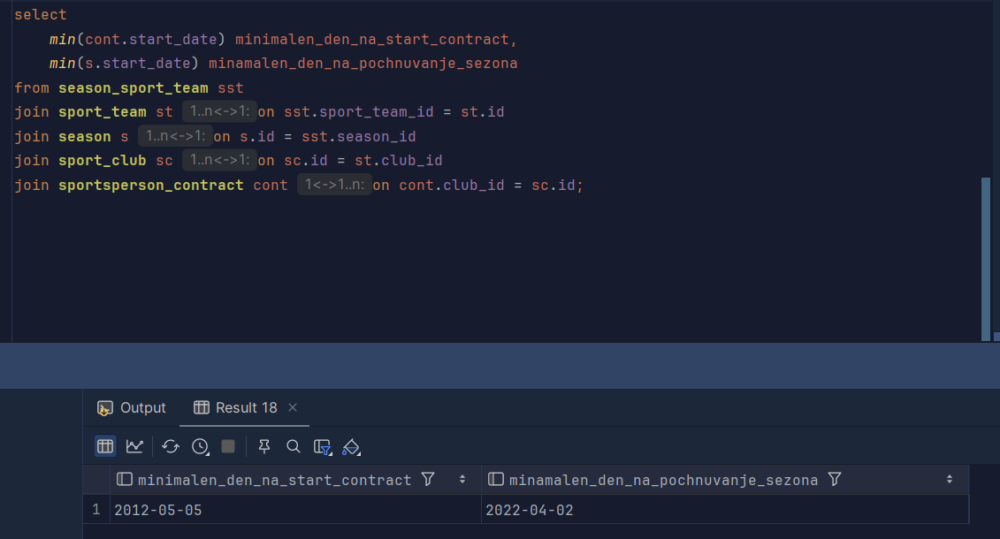 select
    min(cont.start_date) minimalen_den_na_start_contract,
    min(s.start_date) minamalen_den_na_pochnuvanje_sezona
from season_sport_team sst
join sport_team st 1..n<->1: on sst.sport_team_id = st.id
join season s 1..n<->1: on s.id = sst.season_id
join sport_club sc 1..n<->1: on sc.id = st.club_id
join sportsperson_contract cont 1<->1..n: on cont.club_id = sc.id;
Output Result 18
minimalen_den_na_start_contract minamalen_den_na_pochnuvanje_sezona
1 2012-05-05 2022-04-02